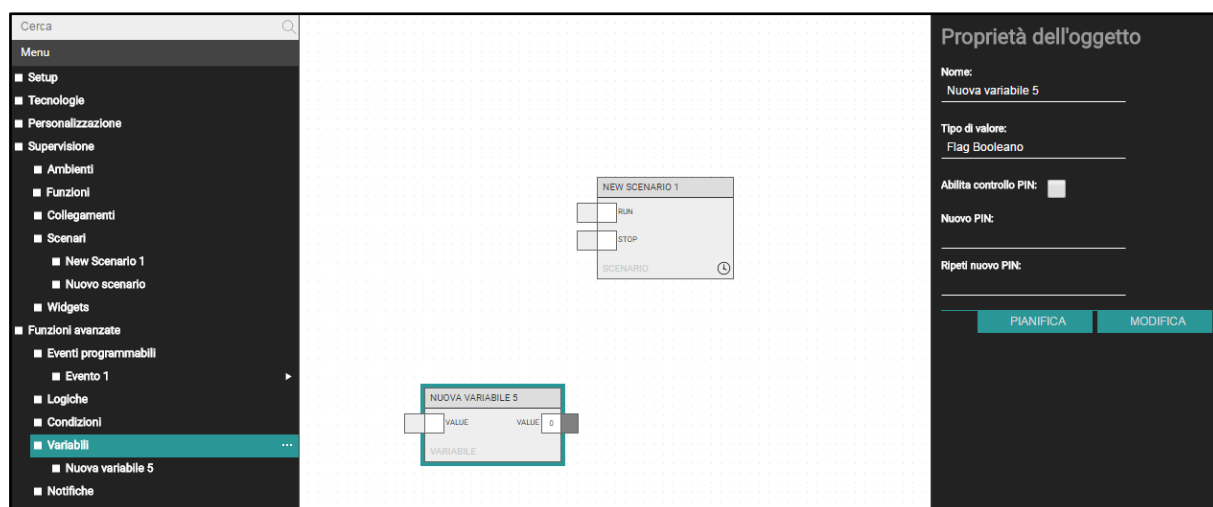 Cerca
Menu
Setup
Tecnologie
Personalizzazione
Supervisione
Ambienti
Funzioni
Collegamenti
Scenari
New Scenario 1
Nuovo scenario
Widgets
Funzioni avanzate
Eventi programmabili
Evento 1
Logiche
Condizioni
Variabili ...
Nuova variabile 5
Notifiche
NEW SCENARIO 1
RUN
STOP
SCENARIO
NUOVA VARIABILE 5
VALUE VALUE 0
VARIABILE
Proprietà dell'oggetto
Nome:
Nuova variabile 5
Tipo di valore:
Flag Booleano
Abilita controllo PIN:
Nuovo PIN:
Ripeti nuovo PIN:
PIANIFICA MODIFICA